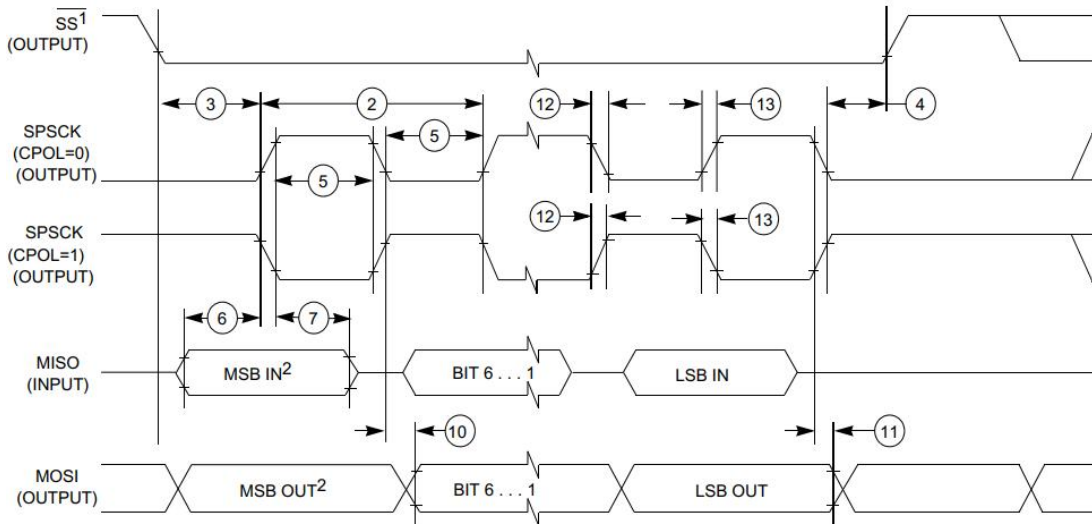 SS1
(OUTPUT)
3
2
12
13
4
SPSCK
(CPOL=0)
(OUTPUT)
5
5
SPSCK
(CPOL=1)
(OUTPUT)
12
13
6
7
MISO
(INPUT)
MSB IN2
BIT 6 . . . 1
LSB IN
10
11
MOSI
(OUTPUT)
MSB OUT2
BIT 6 . . . 1
LSB OUT